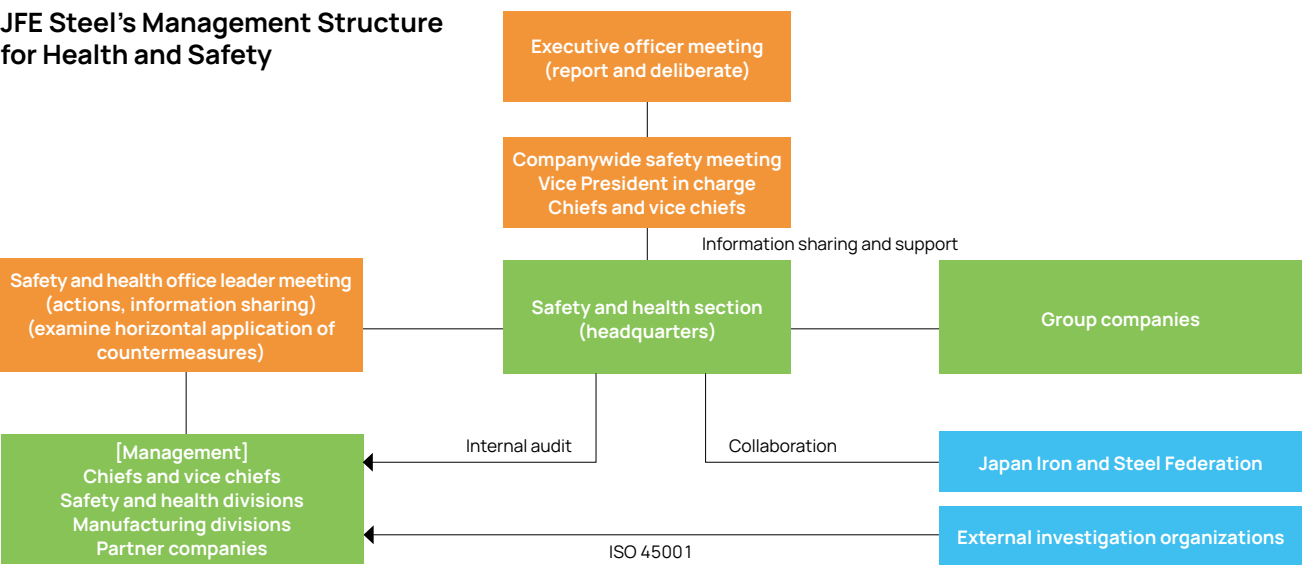 JFE Steel's Management Structure
for Health and Safety
Executive officer meeting
(report and deliberate)
Companywide safety meeting
Vice President in charge
Chiefs and vice chiefs
Information sharing and support
Safety and health office leader meeting
(actions, information sharing)
(examine horizontal application of
countermeasures)
Safety and health section
(headquarters)
Group companies
Internal audit
Collaboration
[Management]
Chiefs and vice chiefs
Safety and health divisions
Manufacturing divisions
Partner companies
Japan Iron and Steel Federation
External investigation organizations
ISO 45001